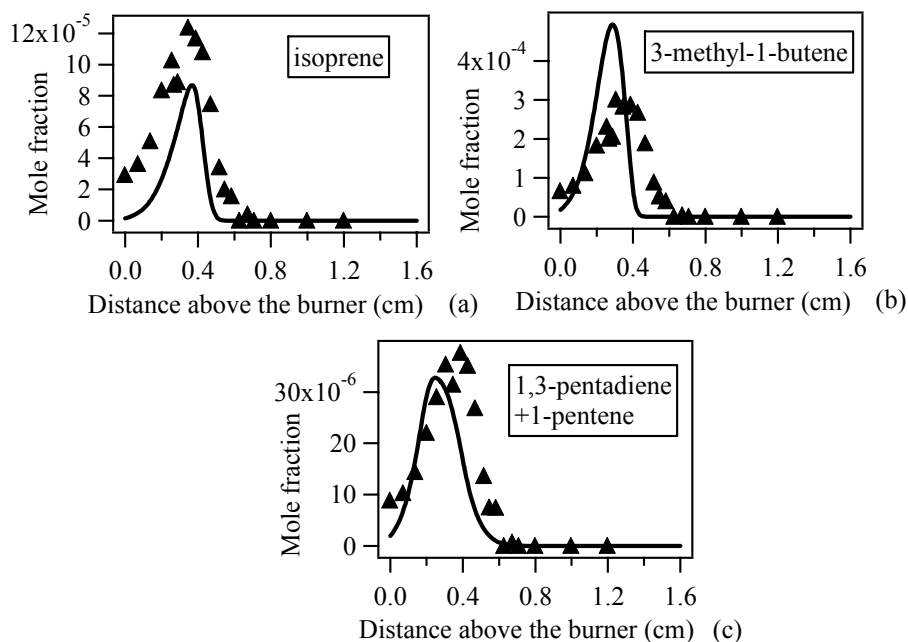 12x10⁻⁵
10
8
6
4
2
0
Mole fraction
isoprene
0.0 0.4 0.8 1.2 1.6
Distance above the burner (cm) (a)
4x10⁻⁴
3
2
1
0
Mole fraction
3-methyl-1-butene
0.0 0.4 0.8 1.2 1.6
Distance above the burner (cm) (b)
30x10⁻⁶
20
10
0
Mole fraction
1,3-pentadiene
+1-pentene
0.0 0.4 0.8 1.2 1.6
Distance above the burner (cm) (c)